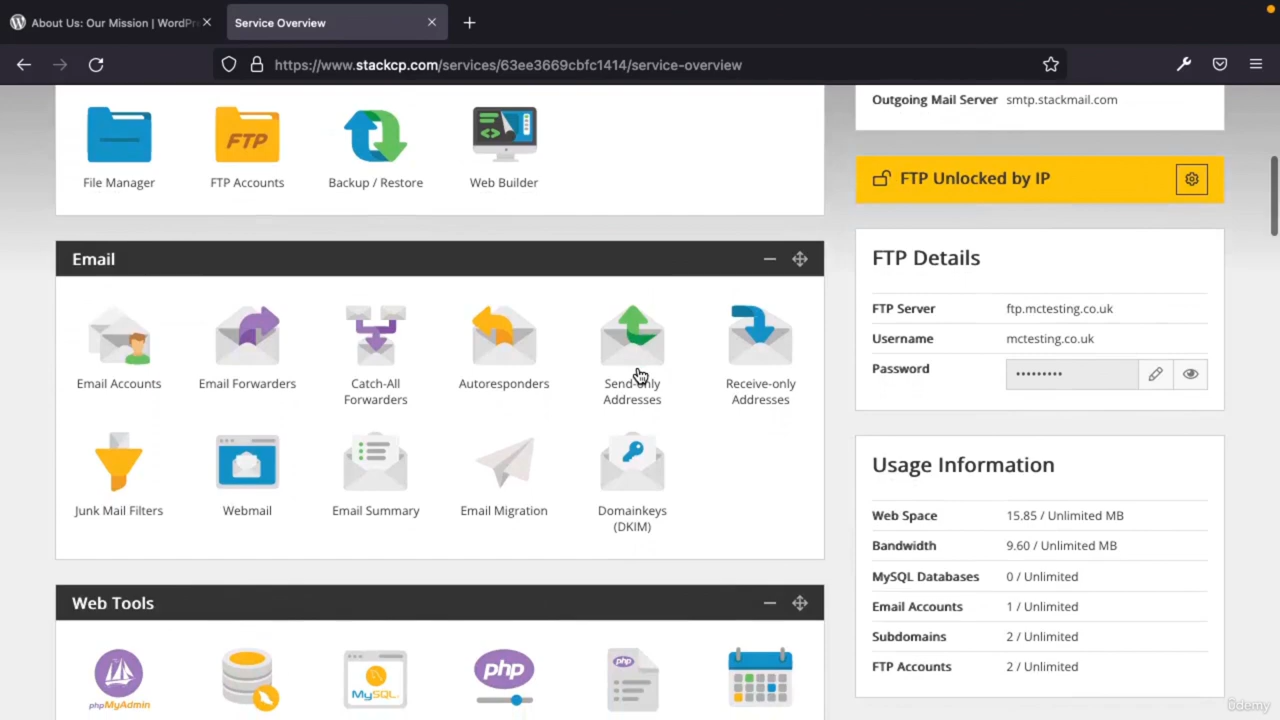 About Us: Our Mission | WordPr
Service Overview
https://www.stackcp.com/services/63ee3669cbfc1414/service-overview
FTP
File Manager
FTP Accounts
Backup / Restore
Web Builder
Email
Email Accounts
Email Forwarders
Catch-All
Forwarders
Autoresponders
Send-only
Addresses
Receive-only
Addresses
Junk Mail Filters
Webmail
Email Summary
Email Migration
Domainkeys
(DKIM)
Web Tools
phpMyAdmin
MySQL
php
php
Outgoing Mail Server smtp.stackmail.com
FTP Unlocked by IP
FTP Details
FTP Server ftp.mctesting.co.uk
Username mctesting.co.uk
Password •••••••••
Usage Information
Web Space 15.85 / Unlimited MB
Bandwidth 9.60 / Unlimited MB
MySQL Databases 0 / Unlimited
Email Accounts 1 / Unlimited
Subdomains 2 / Unlimited
FTP Accounts 2 / Unlimited
ûdemy